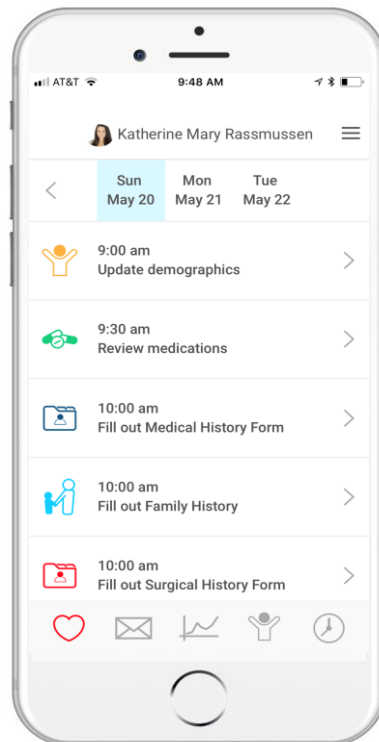 AT&T 9:48 AM
Katherine Mary Rassmussen
Sun Mon Tue
May 20 May 21 May 22
9:00 am
Update demographics
9:30 am
Review medications
10:00 am
Fill out Medical History Form
10:00 am
Fill out Family History
10:00 am
Fill out Surgical History Form